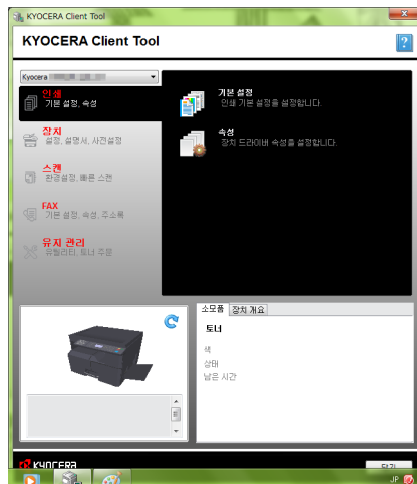 KYOCERA Client Tool
KYOCERA Client Tool
?
Kyocera
인쇄
기본 설정, 속성
장치
설정, 설명서, 사전설정
스캔
환경설정, 빠른 스캔
FAX
기본 설정, 속성, 주소록
유지 관리
유틸리티, 토너 주문
기본 설정
인쇄 기본 설정을 설정합니다.
속성
장치 드라이버 속성을 설정합니다.
소모품 장치 개요
토너
색
상태
남은 시간
KYOCERA
닫기
JP